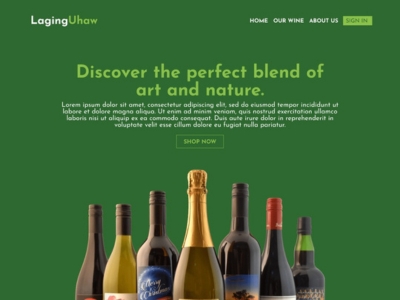 LagingUhaw
HOME OUR WINE ABOUT US SIGN IN
Discover the perfect blend of
art and nature.
Lorem ipsum dolor sit amet, consectetur adipiscing elit, sed do eiusmod tempor incididunt ut
labore et dolore magna aliqua. Ut enim ad minim veniam, quis nostrud exercitation ullamco
laboris nisi ut aliquip ex ea commodo consequat. Duis aute irure dolor in reprehenderit in
voluptate velit esse cillum dolore eu fugiat nulla pariatur.
SHOP NOW